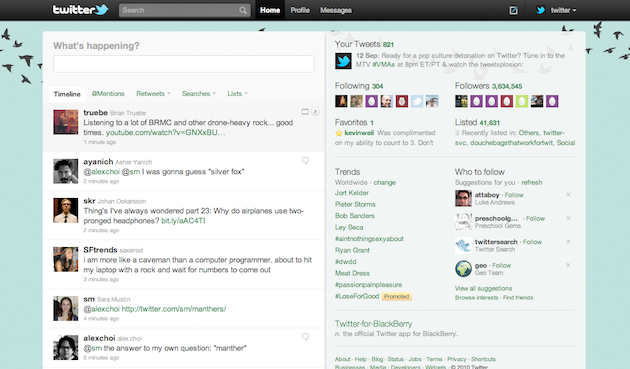 twitter
Search
Home
Profile
Messages
twitter
What's happening?
Timeline
@Mentions
Retweets
Searches
Lists
truebe Brian Truebe
Listening to a lot of BRMC and other drone-heavy rock... good
times. youtube.com/watch?v=GNXxBU...
1 minute ago
ayanich Asher Yanich
@alexchoi @sm I was gonna guess "silver fox"
2 minutes ago
skr Johan Oskarsson
Thing's I've always wondered part 23: Why do airplanes use two-
pronged headphones? bit.ly/aAC4TI
2 minutes ago
SFtrends saxelrod
i am more like a caveman than a computer programmer. about to hit
my laptop with a rock and wait for numbers to come out
3 minutes ago
sm Sara Mustin
@alexchoi http://twitter.com/sm/manthers/
4 minutes ago
alexchoi alex choi
@sm the answer to my own question: "manther"
6 minutes ago
Your Tweets 821
12 Sep: Ready for a pop culture detonation on Twitter? Tune in to the
MTV #VMAs at 8pm ET/PT & watch the tweetsplosion:
Following 304
Followers 3,634,545
Favorites 1
kevinweil Was complimented
on my ability to count to 3. Don't
Listed 41,631
Recently listed in: Others, twitter-
svc, douchebagsthatworkfortwit, Social
Trends
Worldwide · change
Jort Kelder
Pieter Storms
Bob Sanders
Ley Seca
#aintnothingsexyabout
Ryan Grant
#dwdd
Meat Dress
#passionpainpleasure
#LoseForGood Promoted
Who to follow
Suggestions for you · refresh
attaboy · Follow
Luke Andrews
preschoolg... · Follow
Preschool Gems
twittersearch · Follow
Twitter Search
geo · Follow
Geo Team
View all suggestions
Browse interests · Find friends
Twitter-for-BlackBerry
n. the official Twitter app for BlackBerry.
About · Help · Blog · Status · Jobs · Terms · Privacy · Shortcuts
Businesses · Media · Developers · Widgets · © 2010 Twitter